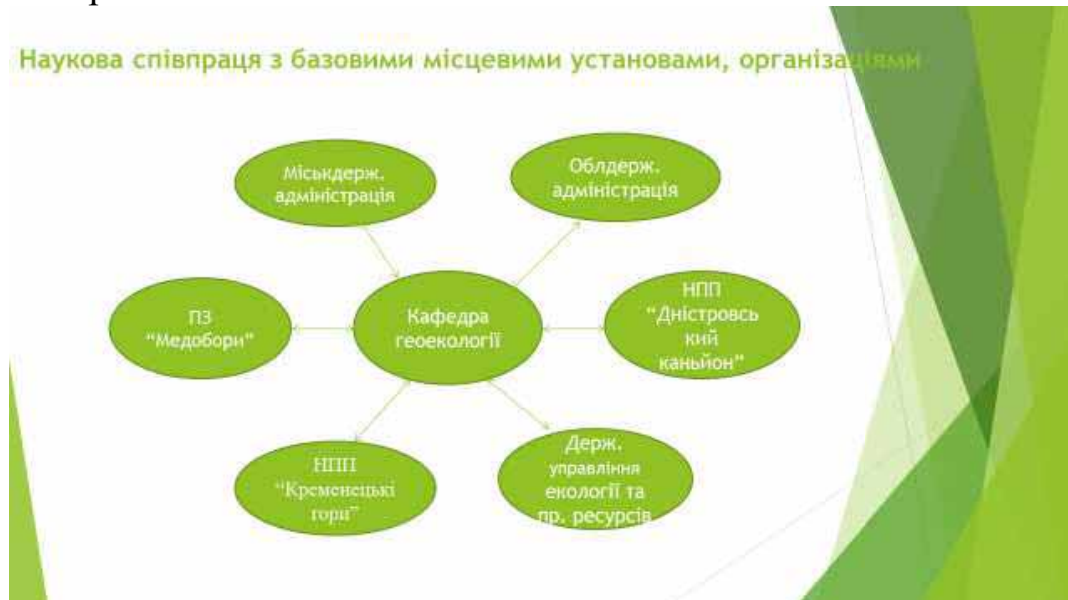 Наукова співпраця з базовими місцевими установами, організаціями
Міськдерж.
адміністрація
Облдерж.
адміністрація
ПЗ
“Медобори”
Кафедра
геоекології
НПП
“Дністровсь
кий
каньйон”
НПП
“Кременецькі
гори”
Держ.
управління
екології та
пр. ресурсів